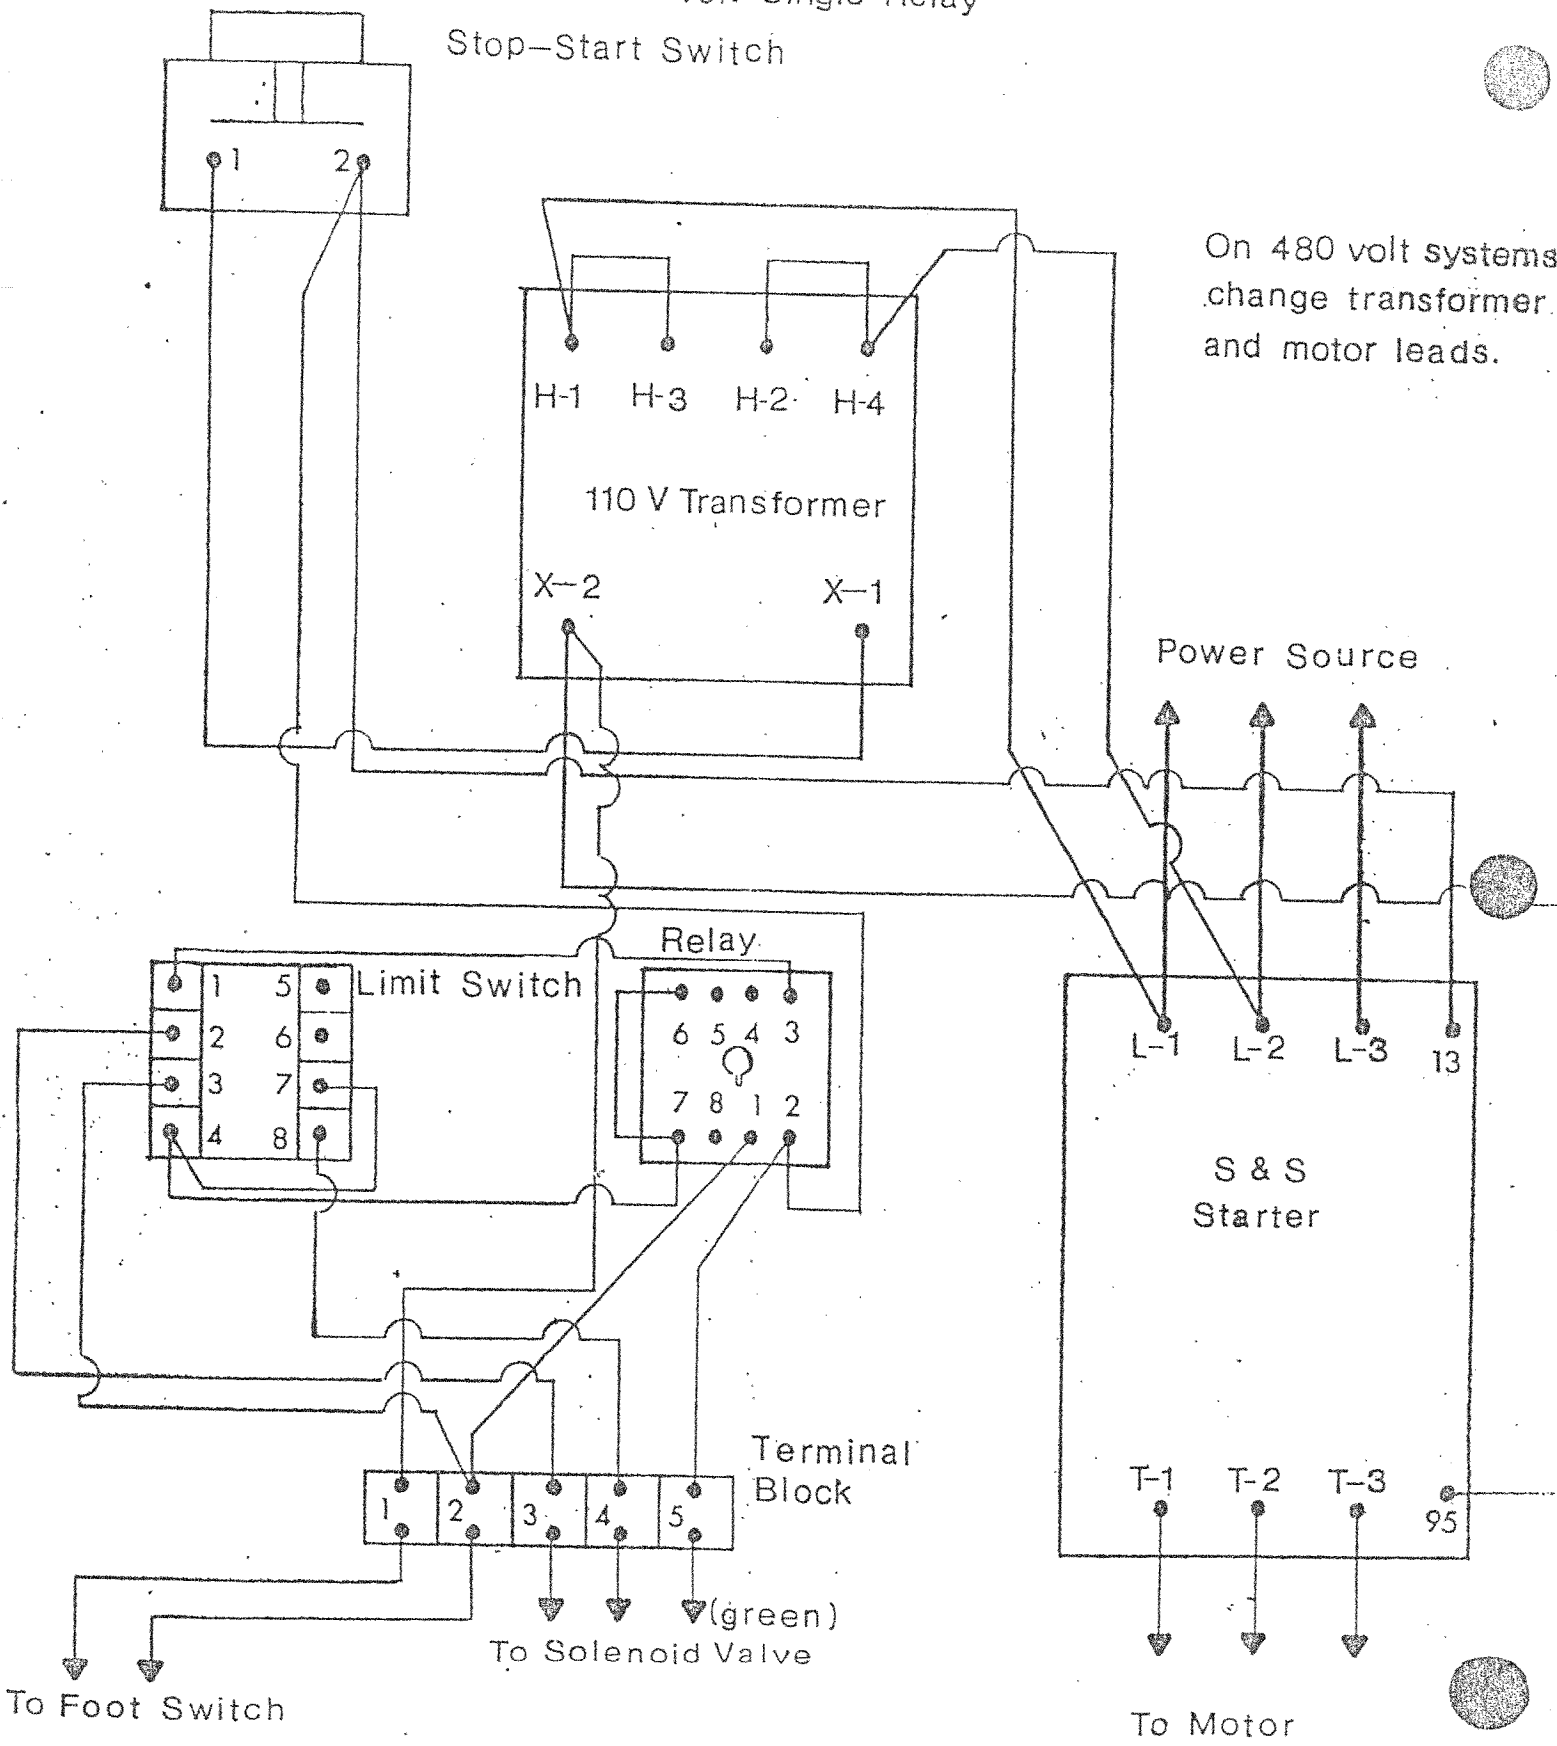 Volt Single Relay
Stop-Start Switch
1 2
On 480 volt systems
change transformer
and motor leads.
H-1 H-3 H-2 H-4
110 V Transformer
X-2 X-1
Power Source
Relay
Limit Switch
1 5
2 6
3 7
4 8
6 5 4 3
7 8 1 2
L-1 L-2 L-3 13
S & S
Starter
Terminal
Block
T-1 T-2 T-3
95
1 2 3 4 5
(green)
To Solenoid Valve
To Foot Switch
To Motor